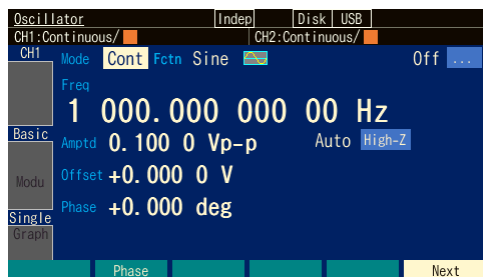 Oscillator Indep Disk USB
CH1:Continuous/ CH2:Continuous/
CH1 Mode Cont Fctn Sine Off ...
Freq
1 000.000 000 00 Hz
Basic Amptd 0.100 0 Vp-p Auto High-Z
Modu Offset +0.000 0 V
Phase +0.000 deg
Single
Graph
Phase Next